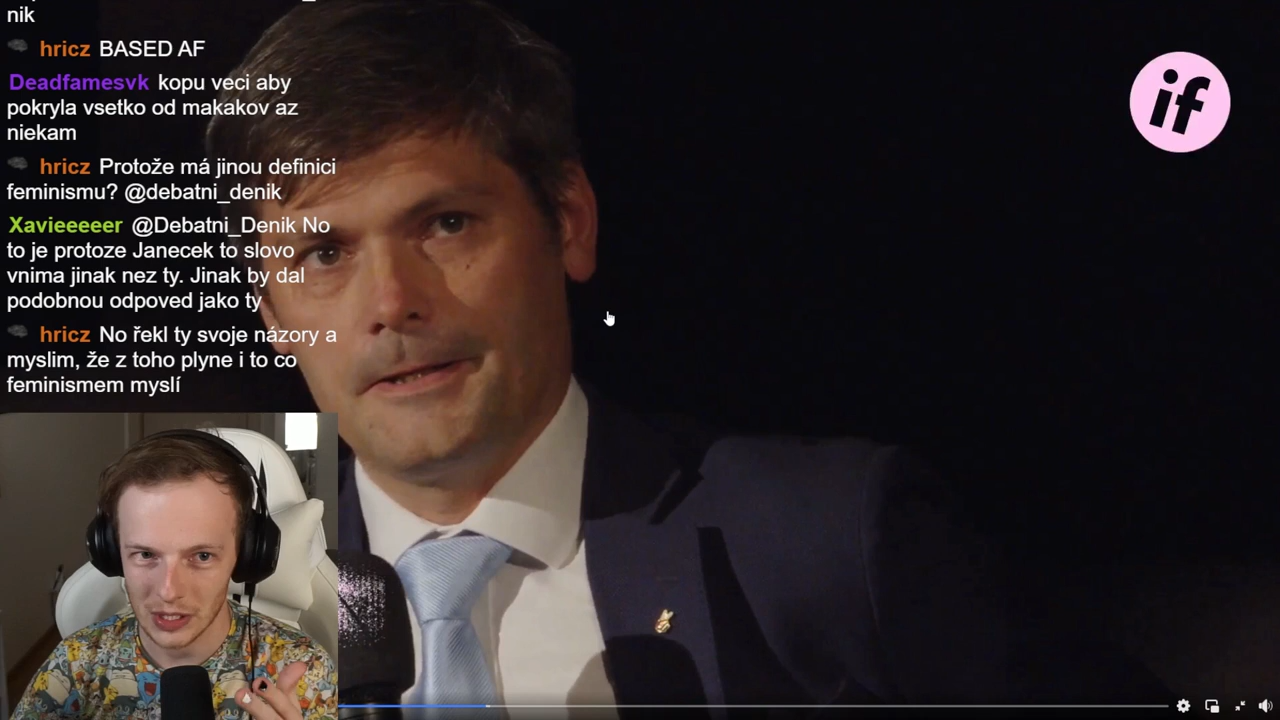 nik
hricz BASED AF
Deadfamesvk kopu veci aby
pokryla vsetko od makakov az
niekam
hricz Protože má jinou definici
feminismu? @debatni_denik
Xavieeeeer @Debatni_Denik No
to je protoze Janecek to slovo
vnima jinak nez ty. Jinak by dal
podobnou odpoved jako ty
hricz No řekl ty svoje názory a
myslim, že z toho plyne i to co
feminismem myslí
if